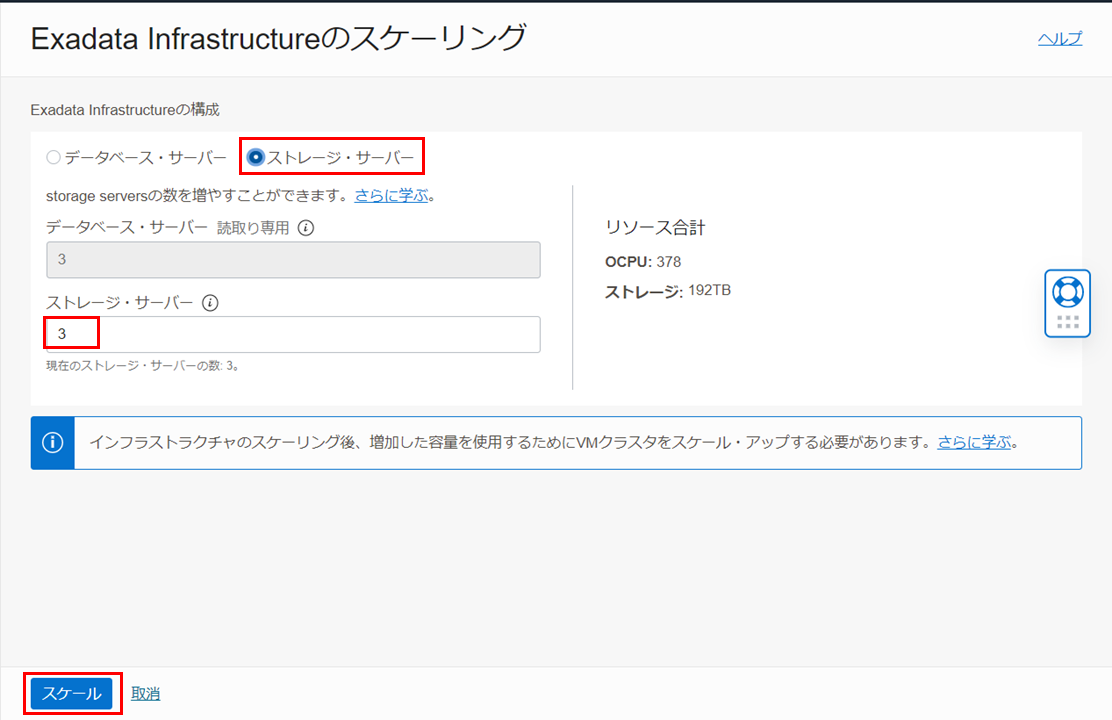 Exadata Infrastructureのスケーリング
ヘルプ
Exadata Infrastructureの構成
データベース・サーバー
ストレージ・サーバー
storage serversの数を増やすことができます。さらに学ぶ。
データベース・サーバー 読取り専用
3
ストレージ・サーバー
3
現在のストレージ・サーバーの数: 3。
リソース合計
OCPU: 378
ストレージ: 192TB
インフラストラクチャのスケーリング後、増加した容量を使用するためにVMクラスタをスケール・アップする必要があります。さらに学ぶ。
スケール
取消